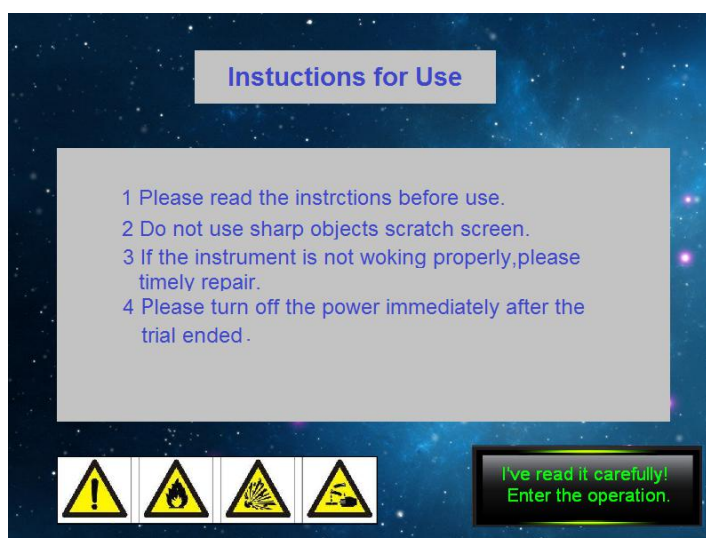 Instuctions for Use
1 Please read the instrctions before use.
2 Do not use sharp objects scratch screen.
3 If the instrument is not woking properly,please
timely repair.
4 Please turn off the power immediately after the
trial ended.
I've read it carefully!
Enter the operation.